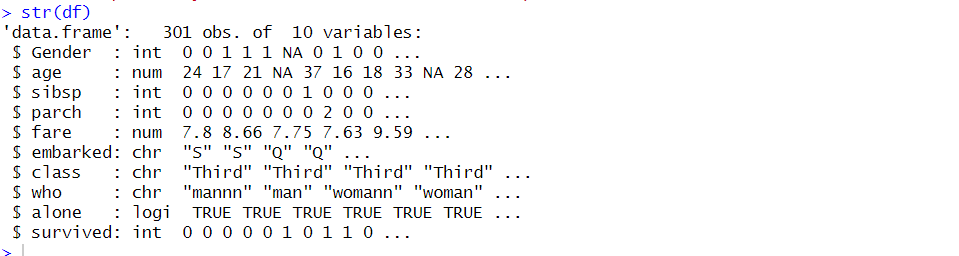 > str(df)
'data.frame':   301 obs. of  10 variables:
 $ Gender  : int  0 0 1 1 1 NA 0 1 0 0 ...
 $ age     : num  24 17 21 NA 37 16 18 33 NA 28 ...
 $ sibsp   : int  0 0 0 0 0 0 1 0 0 0 ...
 $ parch   : int  0 0 0 0 0 0 0 2 0 0 ...
 $ fare    : num  7.8 8.66 7.75 7.63 9.59 ...
 $ embarked: chr  "S" "S" "Q" "Q" ...
 $ class   : chr  "Third" "Third" "Third" "Third" ...
 $ who     : chr  "mannn" "man" "womann" "woman" ...
 $ alone   : logi  TRUE TRUE TRUE TRUE TRUE TRUE ...
 $ survived: int  0 0 0 0 0 1 0 1 1 0 ...
>